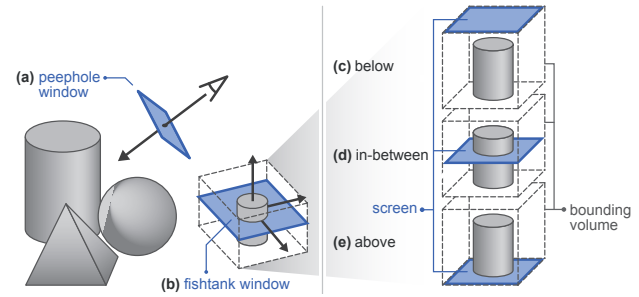 (a) peephole
window
(b) fishtank window
(c) below
(d) in-between
screen
(e) above
bounding
volume